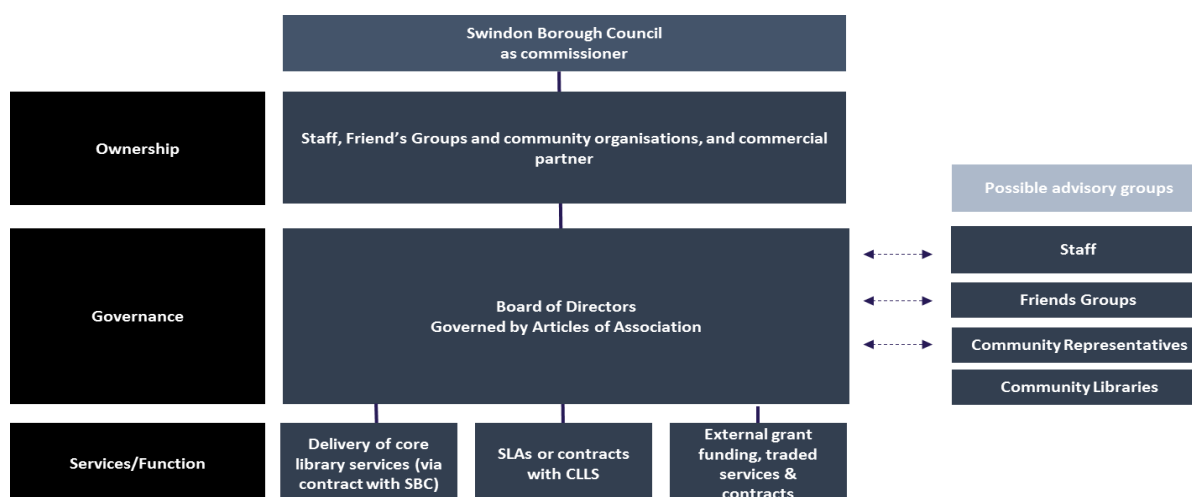 Swindon Borough Council
as commissioner
Ownership
Staff, Friend's Groups and community organisations, and commercial
partner
Possible advisory groups
Staff
Friends Groups
Community Representatives
Community Libraries
Governance
Board of Directors
Governed by Articles of Association
Services/Function
Delivery of core
library services (via
contract with SBC)
SLAs or contracts
with CLLS
External grant
funding, traded
services &
contracts